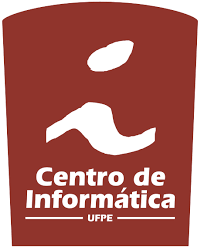 Centro de
Informática
UFPE